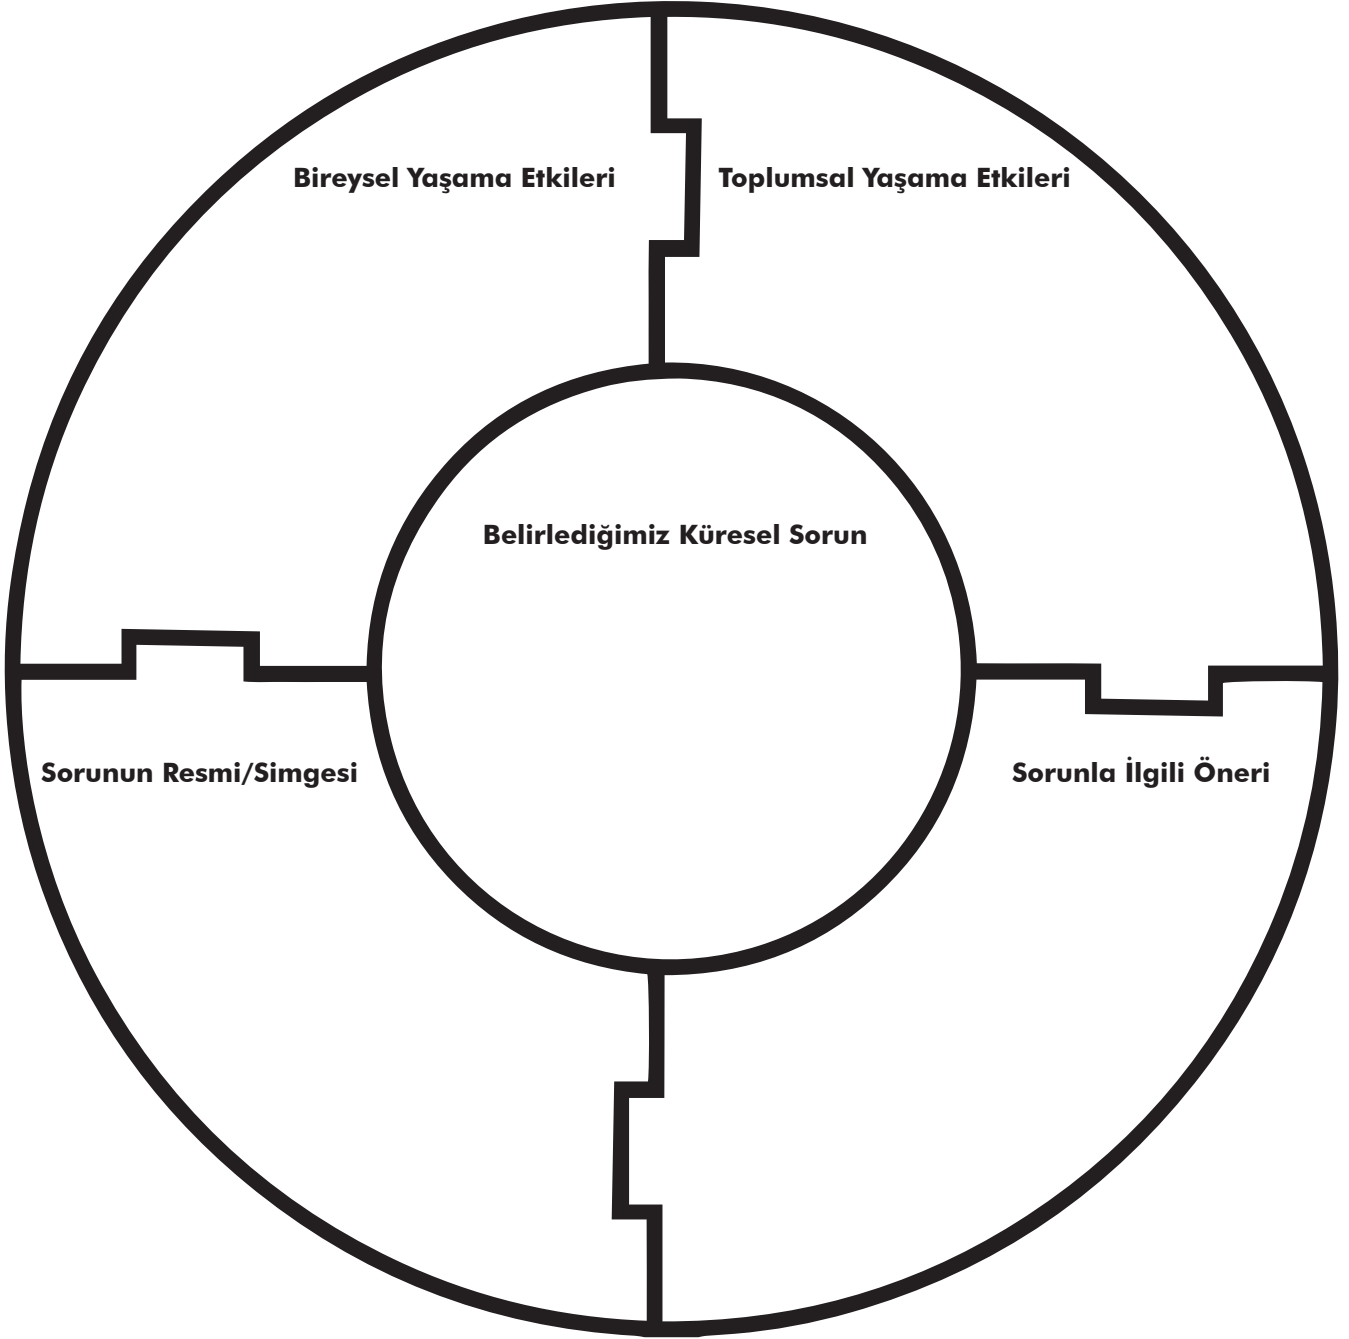 Bireysel Yaşama Etkileri
Toplumsal Yaşama Etkileri
Belirlediğimiz Küresel Sorun
Sorunun Resmi/Simgesi
Sorunla İlgili Öneri